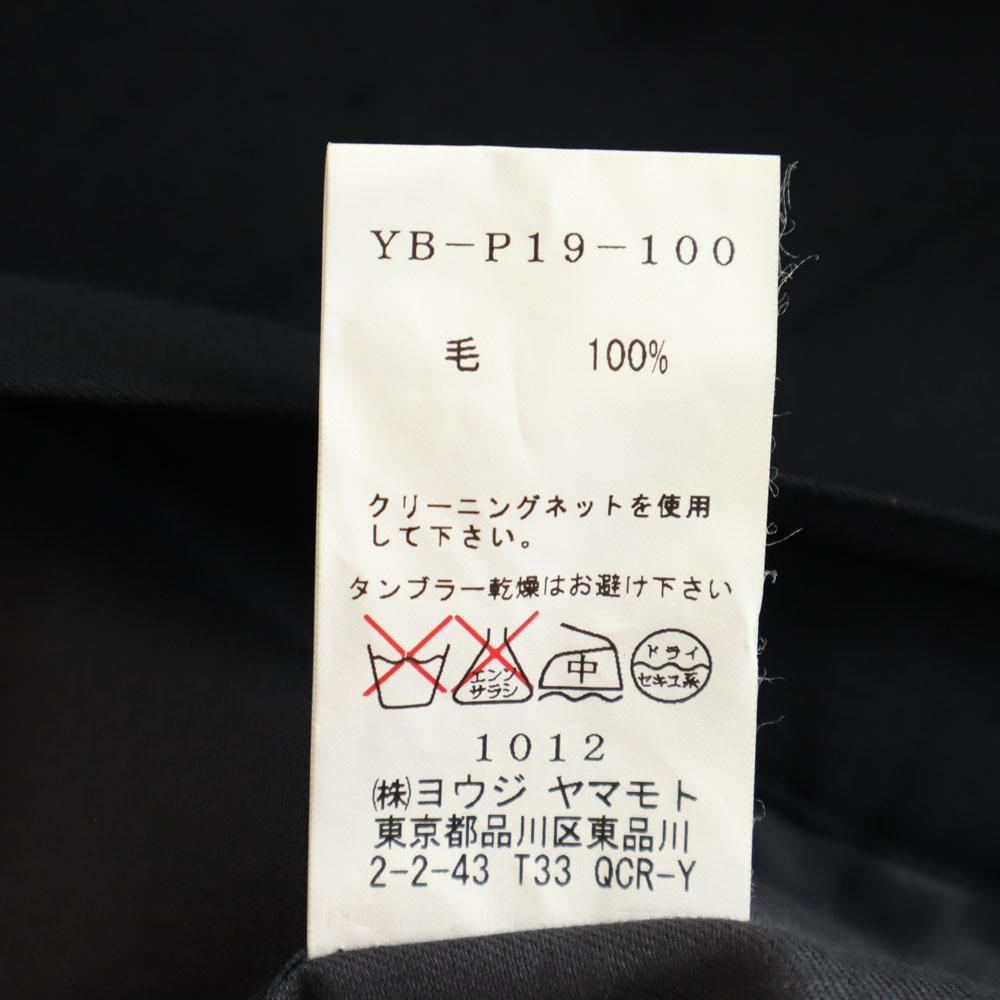 YB-P19-100
毛 100%
クリーニングネットを使用
して下さい。
タンブラー乾燥はお避け下さい
エンソ
サラシ
中
ドライ
セキユ系
1012
㈱ヨウジ ヤマモト
東京都品川区東品川
2-2-43 T33 QCR-Y